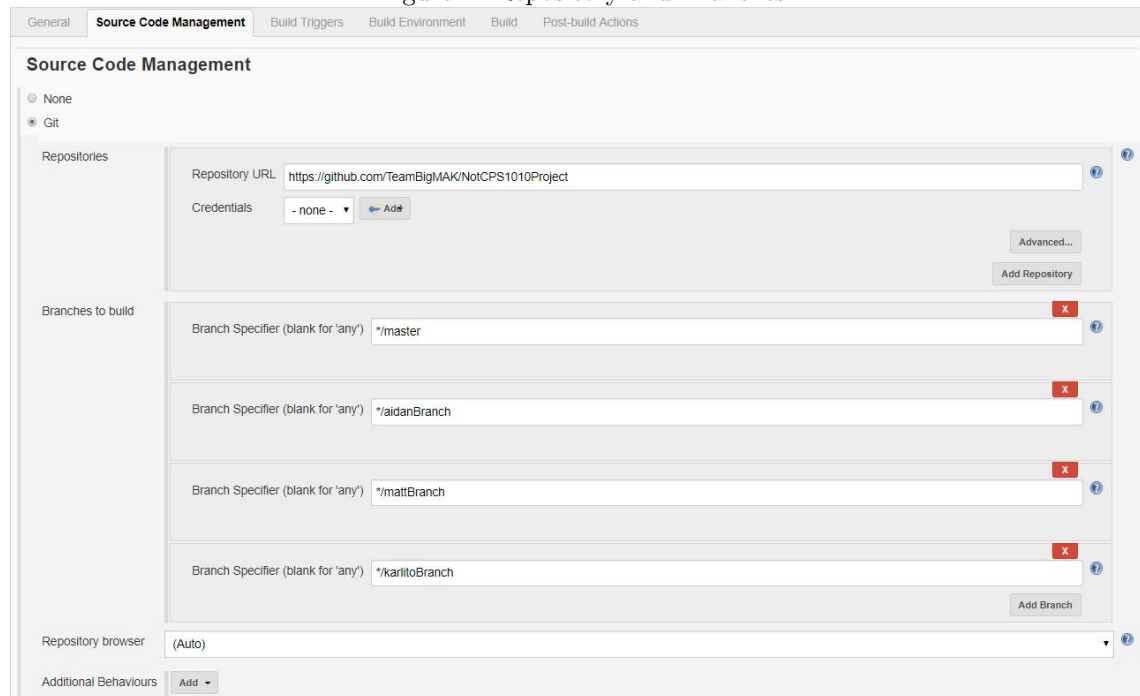 General Source Code Management Build Triggers Build Environment Build Post-build Actions
Source Code Management
None
Git
Repositories
Repository URL https://github.com/TeamBigMAK/NotCPS1010Project
Credentials - none - Add
Advanced...
Add Repository
Branches to build
X
Branch Specifier (blank for 'any') */master
X
Branch Specifier (blank for 'any') */aidanBranch
X
Branch Specifier (blank for 'any') */mattBranch
X
Branch Specifier (blank for 'any') */karlitoBranch
Add Branch
Repository browser (Auto)
Additional Behaviours Add